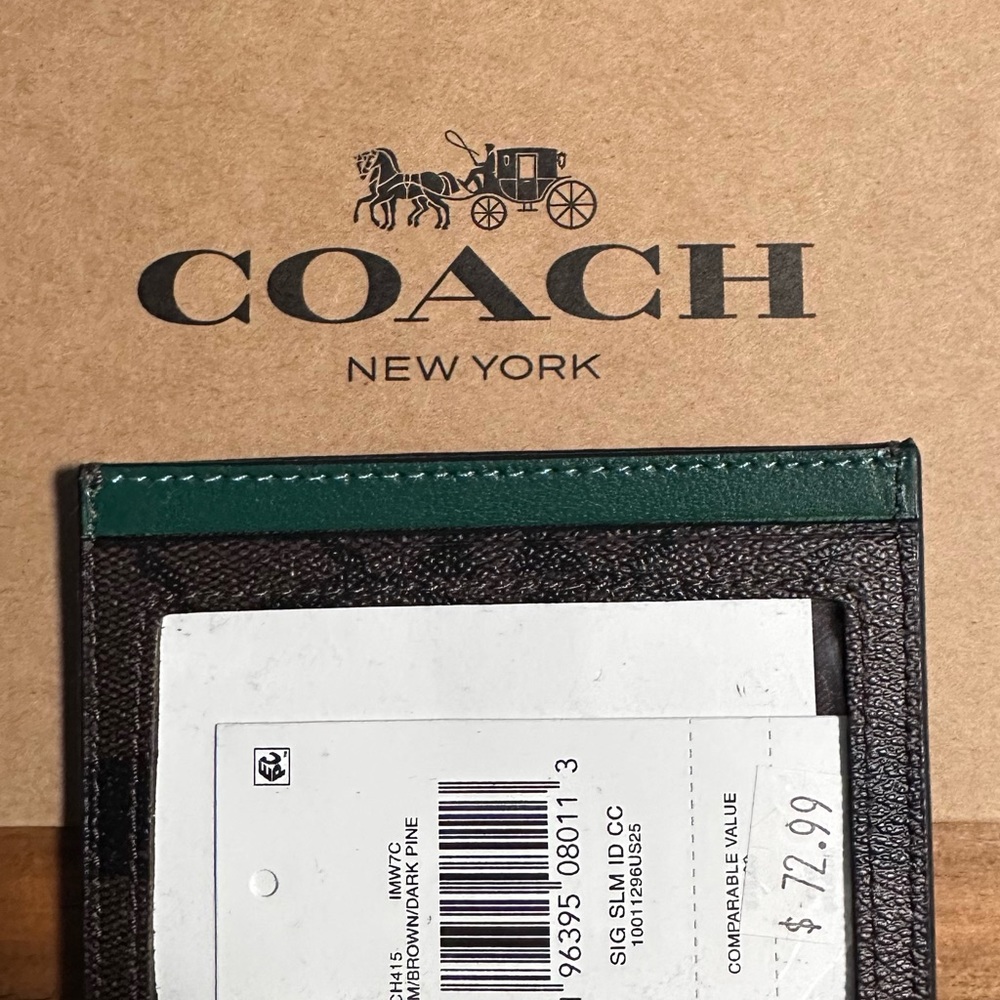 COACH
NEW YORK
CH415
IMW7C
M/BROWN/DARK PINE
96395 08011 3
SIG SLM ID CC
10011296US25
COMPARABLE VALUE
$ 72.99